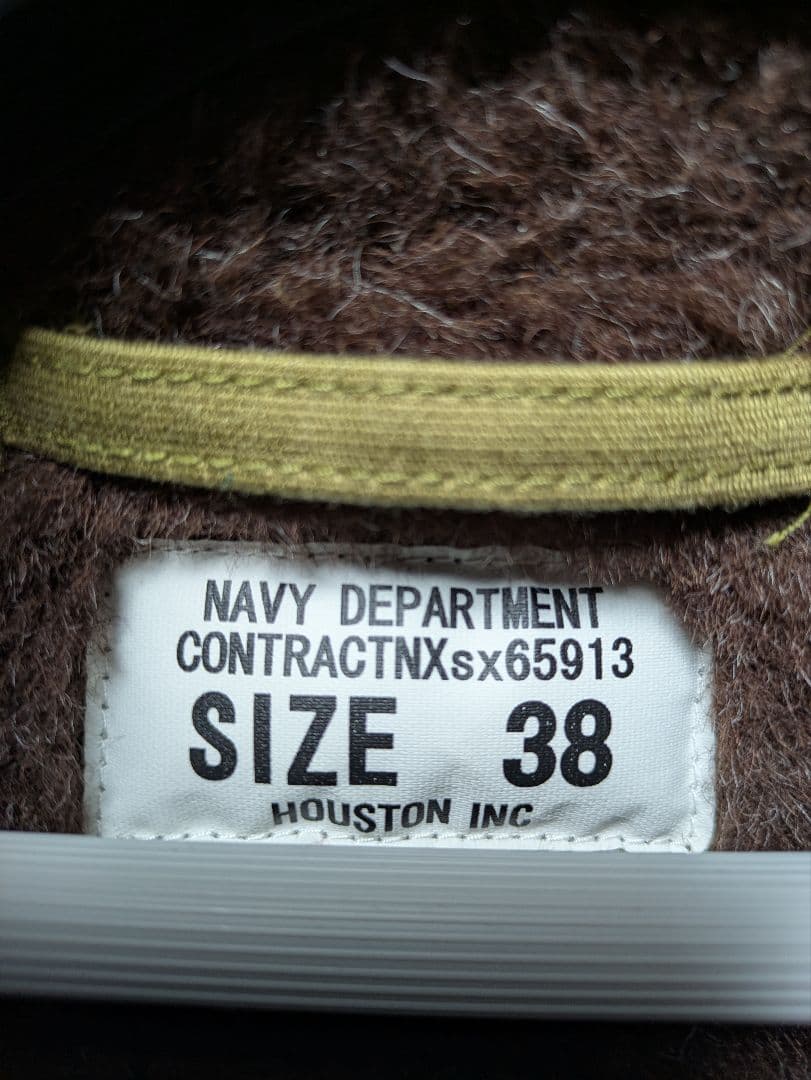 NAVY DEPARTMENT
CONTRACTNXsx65913
SIZE 38
HOUSTON INC